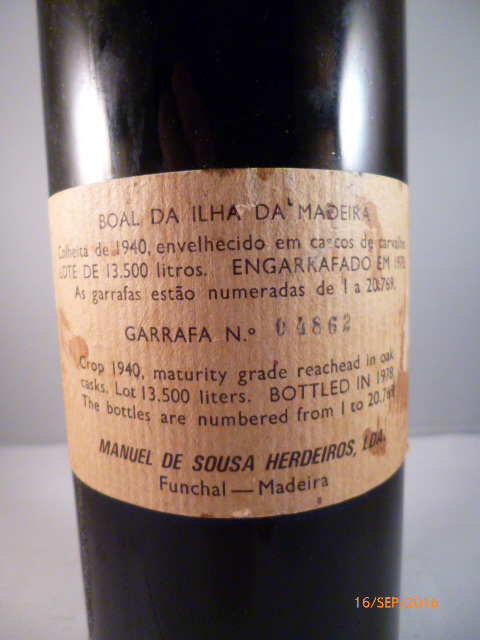 BOAL DA ILHA DA MADEIRA
Colheita de 1940, envelhecido em cascos de carvalho.
LOTE DE 13.500 litros. ENGARRAFADO EM 1978.
As garrafas estão numeradas de 1 a 20.769.
GARRAFA N.º 04862
Crop 1940, maturity grade reachead in oak
casks. Lot 13.500 liters. BOTTLED IN 1978.
The bottles are numbered from 1 to 20.769
MANUEL DE SOUSA HERDEIROS, LDA.
Funchal — Madeira
16/SEP/2016